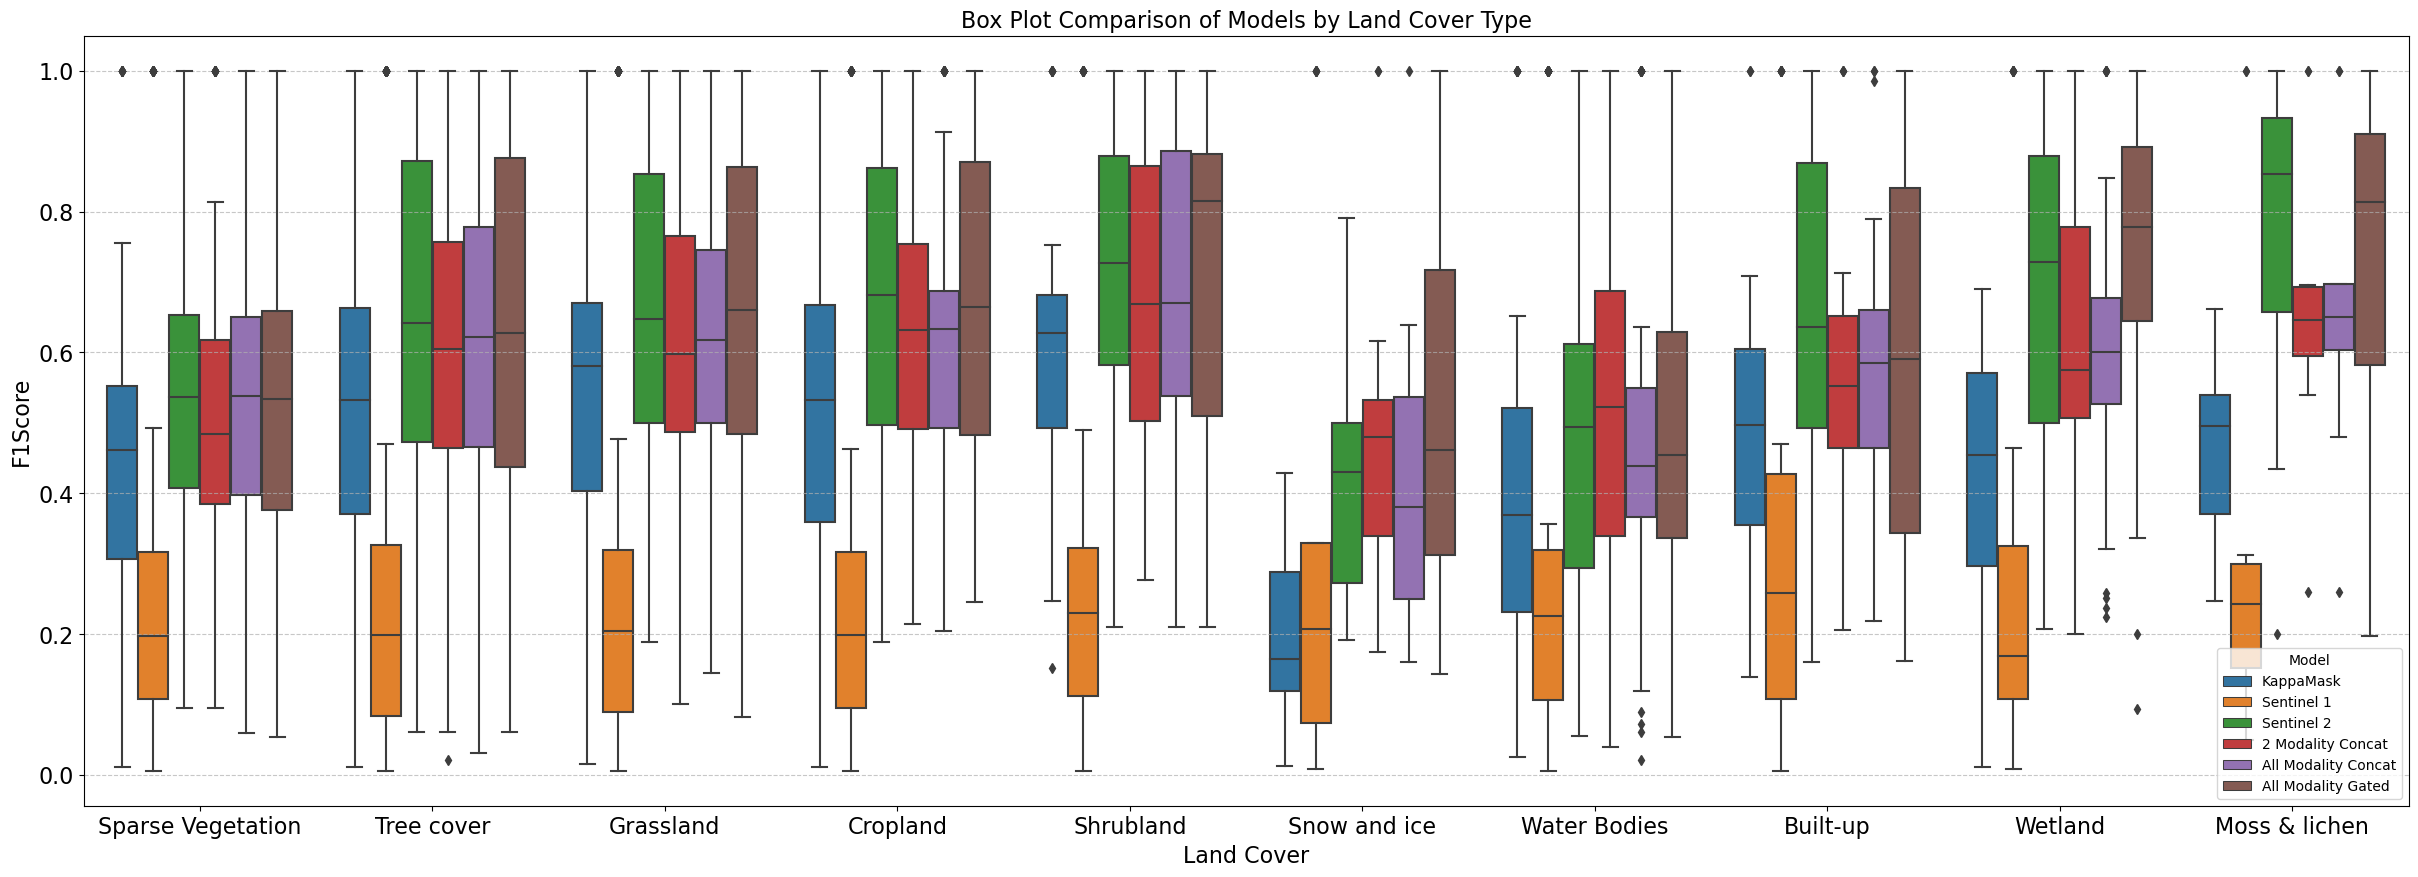 Box Plot Comparison of Models by Land Cover Type
F1Score
1.0
0.8
0.6
0.4
0.2
0.0
Sparse Vegetation
Tree cover
Grassland
Cropland
Shrubland
Snow and ice
Water Bodies
Built-up
Wetland
Moss & lichen
Land Cover
Model
KappaMask
Sentinel 1
Sentinel 2
2 Modality Concat
All Modality Concat
All Modality Gated